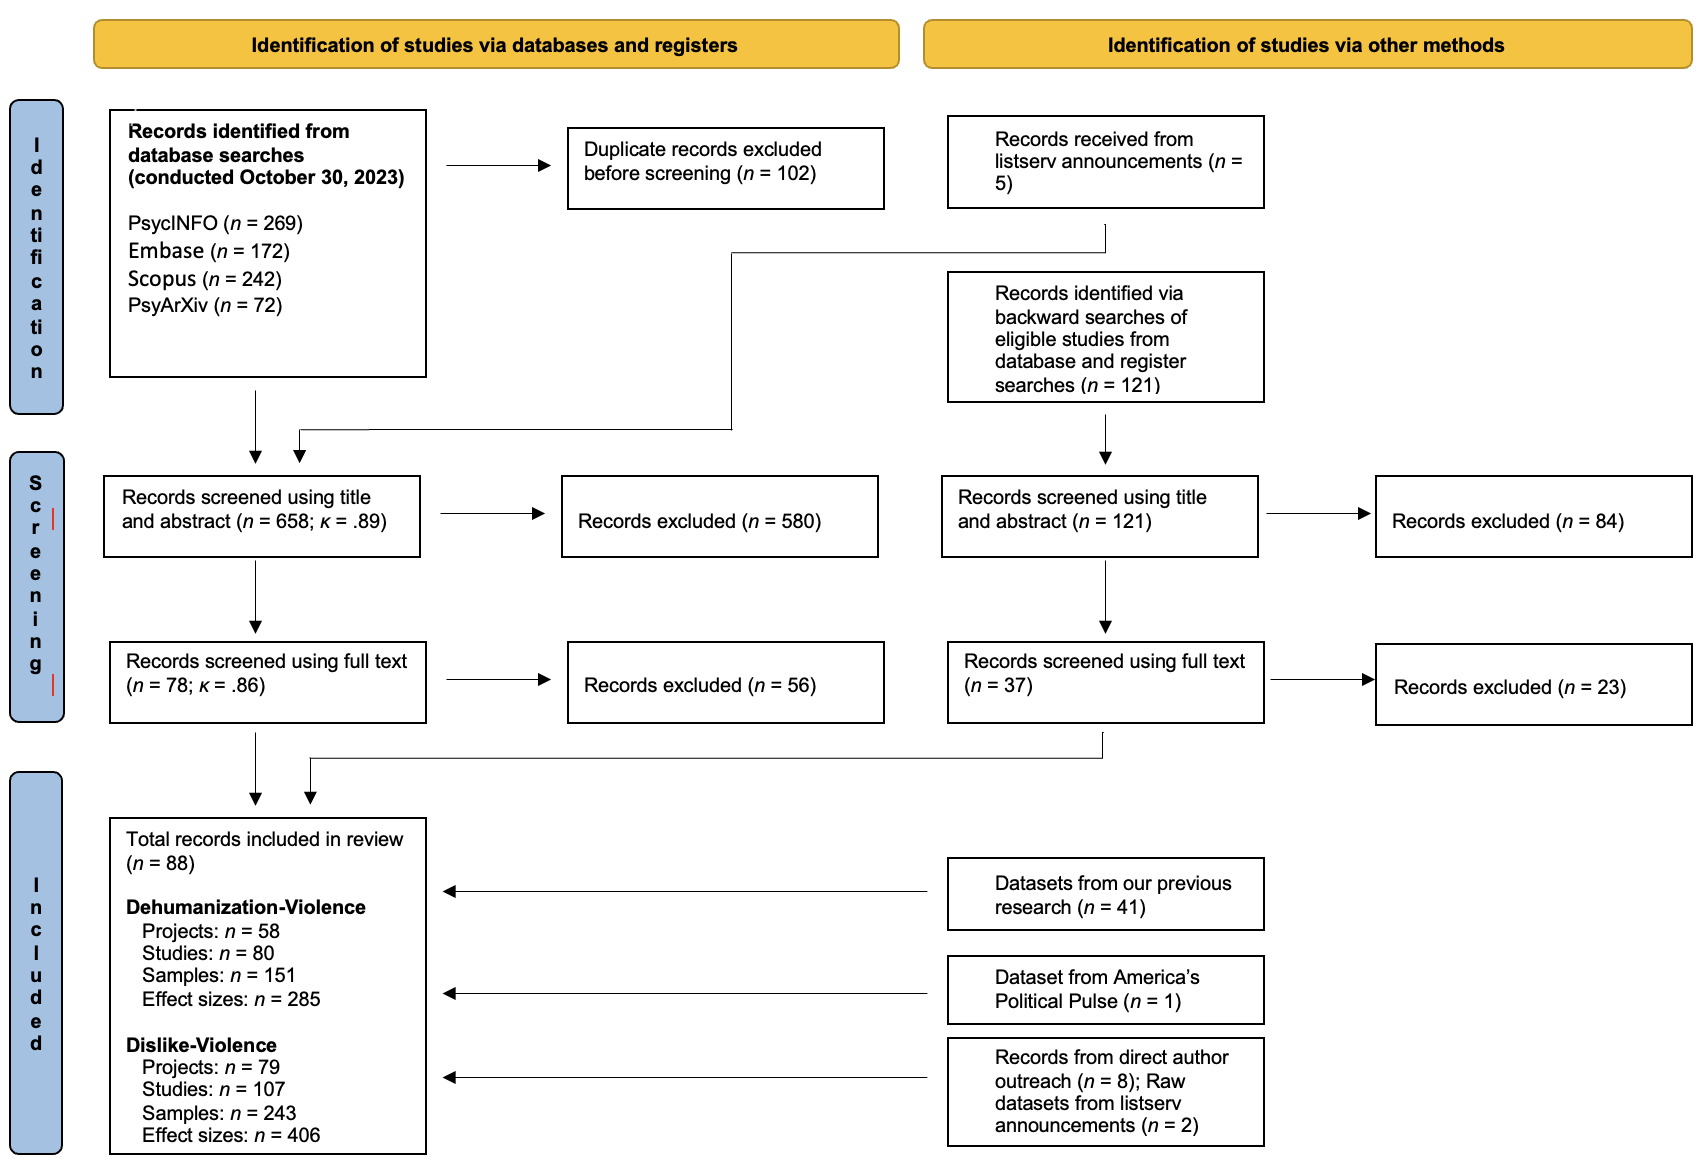 Identification of studies via databases and registers
Identification of studies via other methods
Identification
Records identified from
database searches
(conducted October 30, 2023)
PsycINFO (n = 269)
Embase (n = 172)
Scopus (n = 242)
PsyArXiv (n = 72)
Duplicate records excluded
before screening (n = 102)
Records received from
listserv announcements (n =
5)
Records identified via
backward searches of
eligible studies from
database and register
searches (n = 121)
Screening
Records screened using title
and abstract (n = 658; κ = .89)
Records excluded (n = 580)
Records screened using title
and abstract (n = 121)
Records excluded (n = 84)
Records screened using full text
(n = 78; κ = .86)
Records excluded (n = 56)
Records screened using full text
(n = 37)
Records excluded (n = 23)
Included
Total records included in review
(n = 88)
Dehumanization-Violence
Projects: n = 58
Studies: n = 80
Samples: n = 151
Effect sizes: n = 285
Dislike-Violence
Projects: n = 79
Studies: n = 107
Samples: n = 243
Effect sizes: n = 406
Datasets from our previous
research (n = 41)
Dataset from America’s
Political Pulse (n = 1)
Records from direct author
outreach (n = 8); Raw
datasets from listserv
announcements (n = 2)